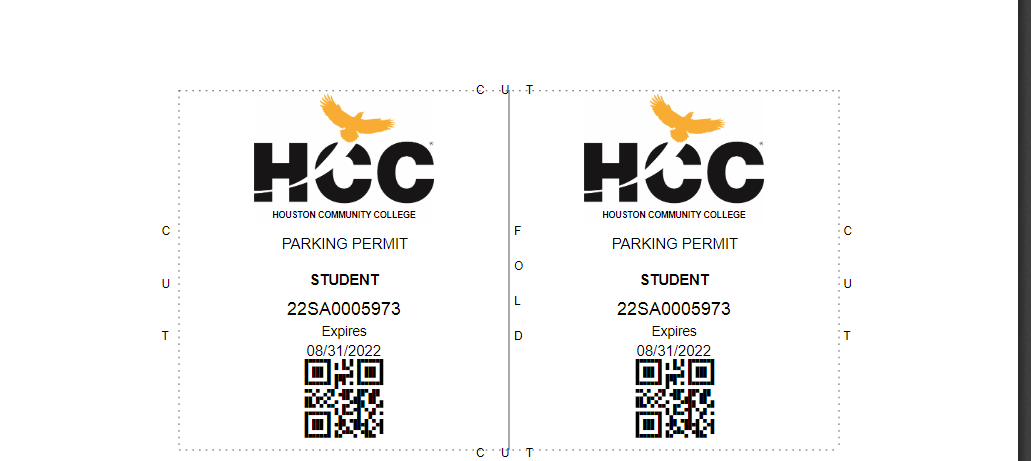 C U T
HCC
HOUSTON COMMUNITY COLLEGE
PARKING PERMIT
STUDENT
22SA0005973
Expires
08/31/2022
HCC
HOUSTON COMMUNITY COLLEGE
PARKING PERMIT
STUDENT
22SA0005973
Expires
08/31/2022
C U T
F O L D
C U T
C U T